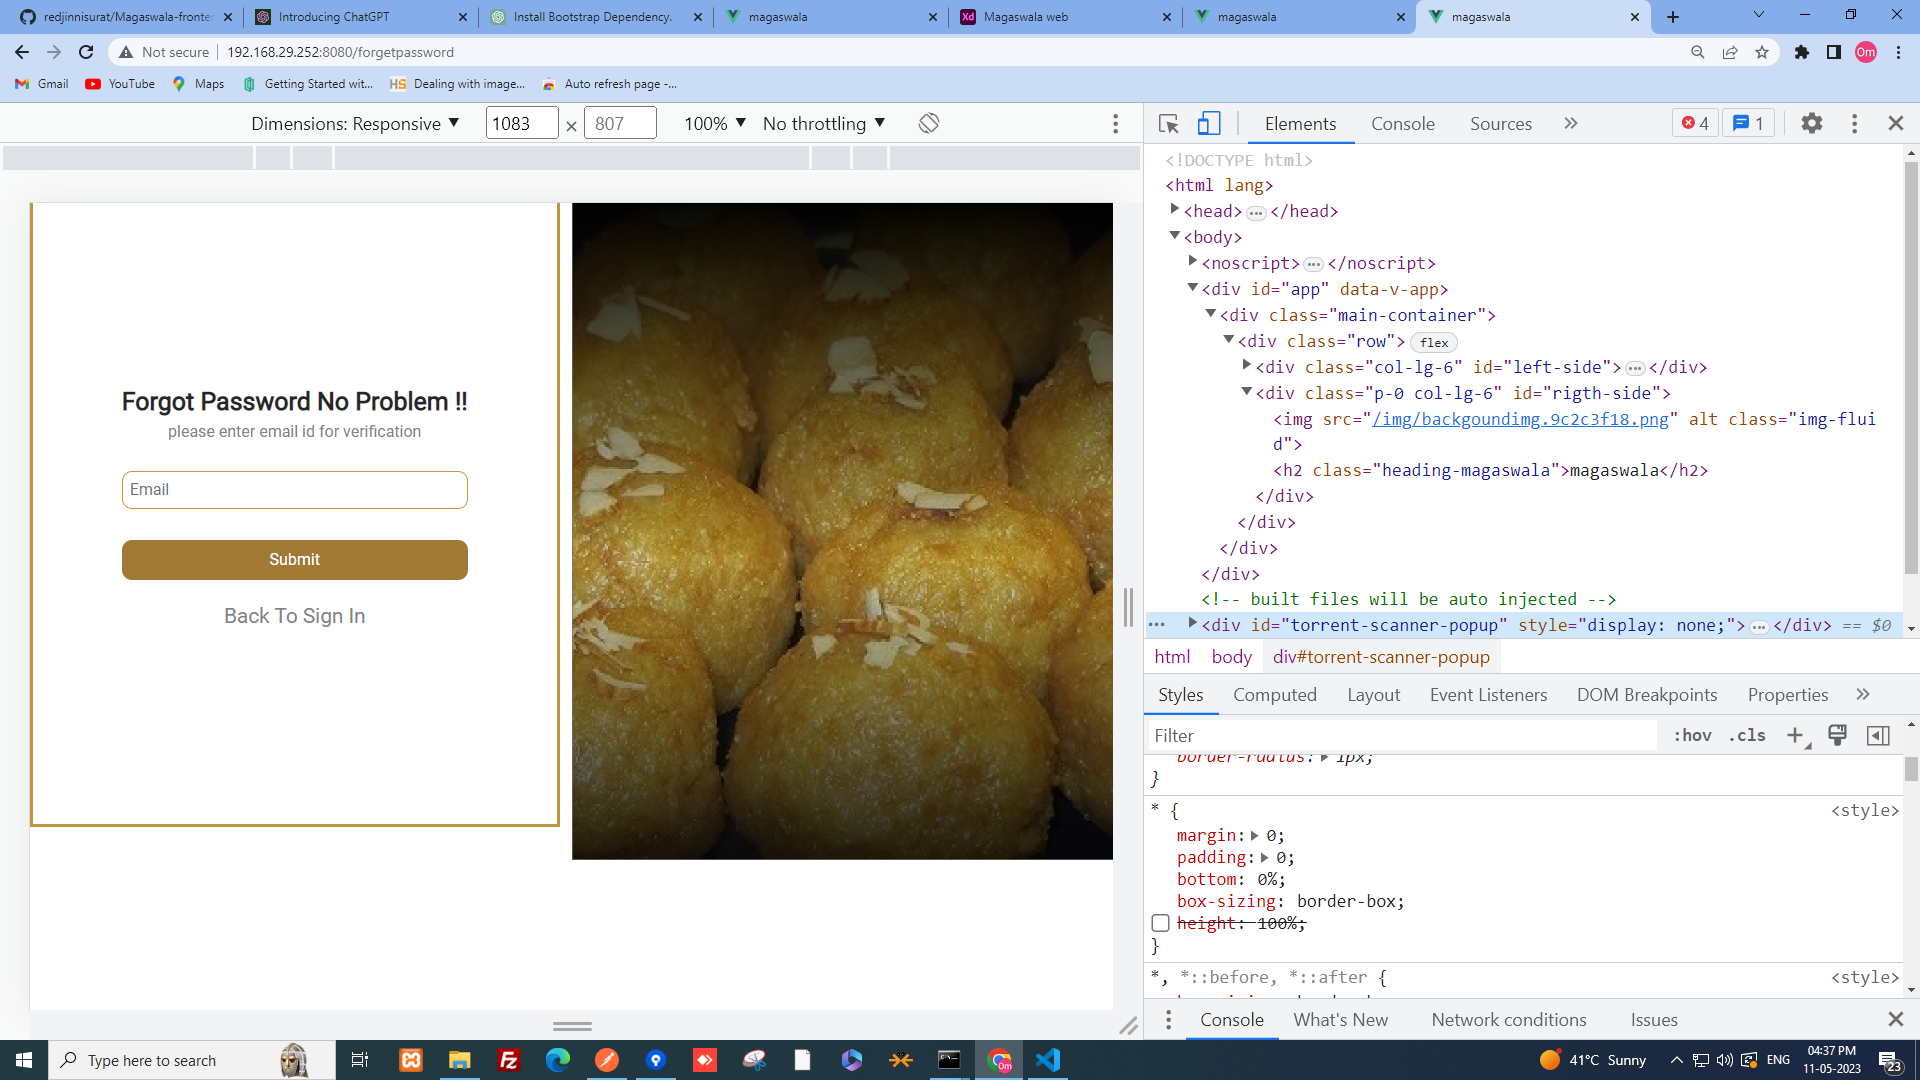 redjinnisurat/Magaswala-fronter
Introducing ChatGPT
Install Bootstrap Dependency.
magaswala
Magaswala web
magaswala
magaswala
Not secure
192.168.29.252:8080/forgetpassword
Om
Gmail
YouTube
Maps
Getting Started wit...
HS
Dealing with image...
Auto refresh page -...
Dimensions: Responsive
1083
×
807
100%
No throttling
Forgot Password No Problem !!
please enter email id for verification
Email
Submit
Back To Sign In
Elements
Console
Sources
4
1
<!DOCTYPE html>
<html lang>
<head> ... </head>
<body>
<noscript> ... </noscript>
<div id="app" data-v-app>
<div class="main-container">
<div class="row"> flex
<div class="col-lg-6" id="left-side"> ... </div>
<div class="p-0 col-lg-6" id="rigth-side">
<img src="/img/backgoundimg.9c2c3f18.png" alt class="img-flui
d">
<h2 class="heading-magaswala">magaswala</h2>
</div>
</div>
</div>
</div>
<!-- built files will be auto injected -->
<div id="torrent-scanner-popup" style="display: none;"> ... </div> == $0
html
body
div#torrent-scanner-popup
Styles
Computed
Layout
Event Listeners
DOM Breakpoints
Properties
Filter
:hov
.cls
border-radius: 1px;
}
* {
<style>
margin: 0;
padding: 0;
bottom: 0%;
box-sizing: border-box;
height: 100%;
}
*, *::before, *::after {
<style>
Console
What's New
Network conditions
Issues
Type here to search
41°C Sunny
ENG
04:37 PM
11-05-2023
23